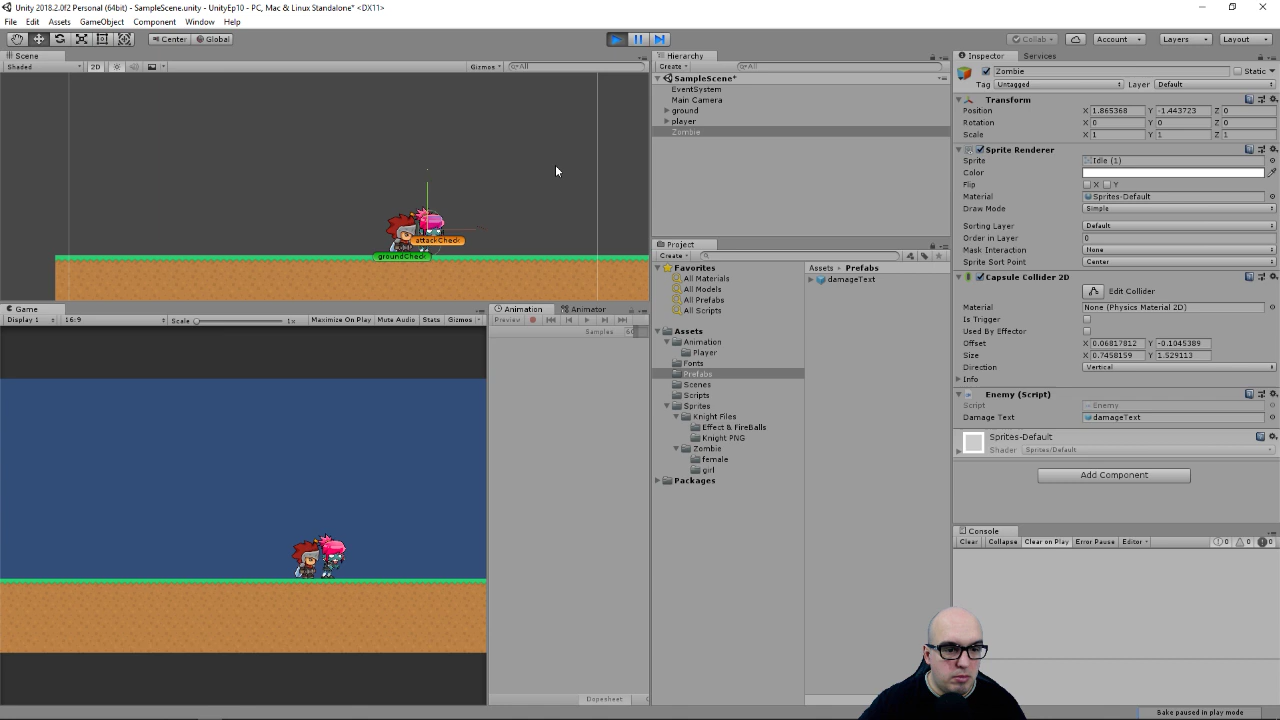 Unity 2018.2.0f2 Personal (64bit) - SampleScene.unity - UnityEp10 - PC, Mac & Linux Standalone* <DX11>
File Edit Assets GameObject Component Window Help
Center Global
Collab Account Layers Layout
Scene
Shaded 2D Gizmos All
attackCheck
groundCheck
Game
Display 1 16:9 Scale 1x Maximize On Play Mute Audio Stats Gizmos
Animation Animator
Preview
Samples 60
Dopesheet
Hierarchy
Create All
SampleScene*
EventSystem
Main Camera
ground
player
Zombie
Project
Create
Favorites
All Materials
All Models
All Prefabs
All Scripts
Assets
Animation
Player
Fonts
Prefabs
Scenes
Scripts
Sprites
Knight Files
Effect & FireBalls
Knight PNG
Zombie
female
girl
Packages
Assets Prefabs
damageText
Inspector Services
Zombie Static
Tag Untagged Layer Default
Transform
Position X 1.865368 Y -1.443723 Z 0
Rotation X 0 Y 0 Z 0
Scale X 1 Y 1 Z 1
Sprite Renderer
Sprite Idle (1)
Color
Flip X Y
Material Sprites-Default
Draw Mode Simple
Sorting Layer Default
Order in Layer 0
Mask Interaction None
Sprite Sort Point Center
Capsule Collider 2D
Edit Collider
Material None (Physics Material 2D)
Is Trigger
Used By Effector
Offset X 0.06817812 Y -0.1045389
Size X 0.7458159 Y 1.529113
Direction Vertical
Info
Enemy (Script)
Script Enemy
Damage Text damageText
Sprites-Default
Shader Sprites/Default
Add Component
Console
Clear Collapse Clear on Play Error Pause Editor 0 0 0
Bake paused in play mode